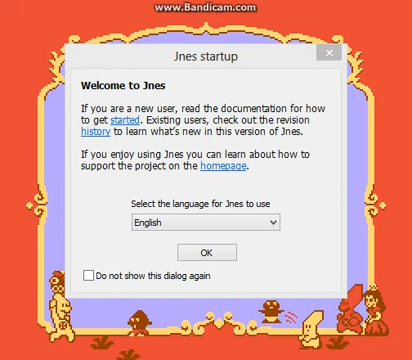 www.Bandicam.com
Jnes startup
Welcome to Jnes
If you are a new user, read the documentation for how
to get started. Existing users, check out the revision
history to learn what's new in this version of Jnes.
If you enjoy using Jnes you can learn about how to
support the project on the homepage.
Select the language for Jnes to use
English
OK
Do not show this dialog again